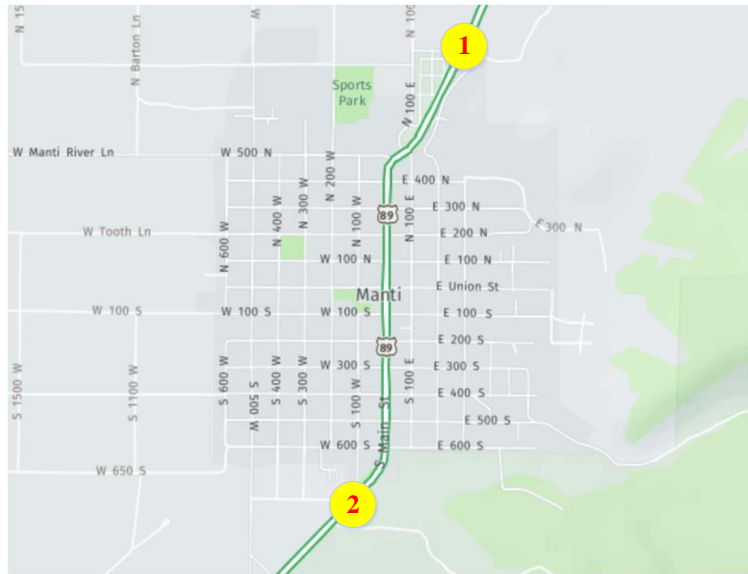 N 15
N Barton Ln
W
N 100
1
Sports
Park
N 100 E
W Manti River Ln
W 500 N
N 200 W
E 400 N
N 300 W
N 400 W
N 100 W
89
N 100 E
E 300 N
E 300 N
W Tooth Ln
E 200 N
N 600 W
W 100 N
E 100 N
Manti
E Union St
W 100 S
W 100 S
W 100 S
E 100 S
89
E 200 S
S 1500 W
S 1100 W
S 600 W
S 500 W
S 400 W
S 300 W
W 300 S
S 100 W
S 100 E
E 300 S
E 400 S
S Main St
E 500 S
W 600 S
E 600 S
W 650 S
2